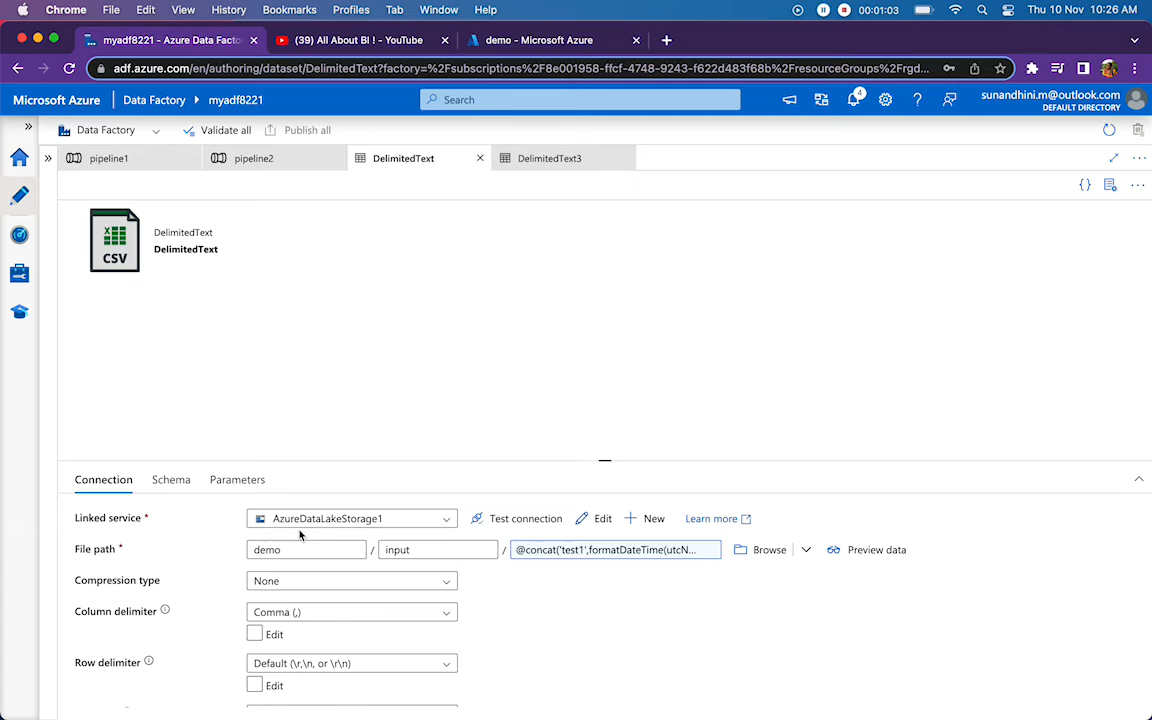 Chrome File Edit View History Bookmarks Profiles Tab Window Help 00:01:03 Thu 10 Nov 10:26 AM
myadf8221 - Azure Data Facto (39) All About BI ! - YouTube demo - Microsoft Azure
adf.azure.com/en/authoring/dataset/DelimitedText?factory=%2Fsubscriptions%2F8e001958-ffcf-4748-9243-f622d483f68b%2FresourceGroups%2Frgd...
Microsoft Azure Data Factory myadf8221 Search 4 sunandhini.m@outlook.com
DEFAULT DIRECTORY
Data Factory Validate all Publish all
pipeline1 pipeline2 DelimitedText DelimitedText3
CSV
DelimitedText
DelimitedText
Connection Schema Parameters
Linked service * AzureDataLakeStorage1 Test connection Edit New Learn more
File path * demo / input / @concat('test1',formatDateTime(utcN... Browse Preview data
Compression type None
Column delimiter Comma (,)
Edit
Row delimiter Default (\r,\n, or \r\n)
Edit